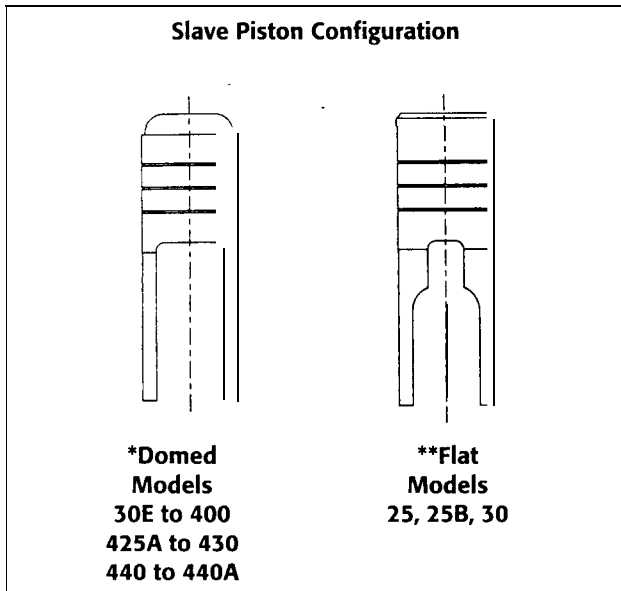 Slave Piston Configuration
*Domed
Models
30E to 400
425A to 430
440 to 440A
**Flat
Models
25, 25B, 30